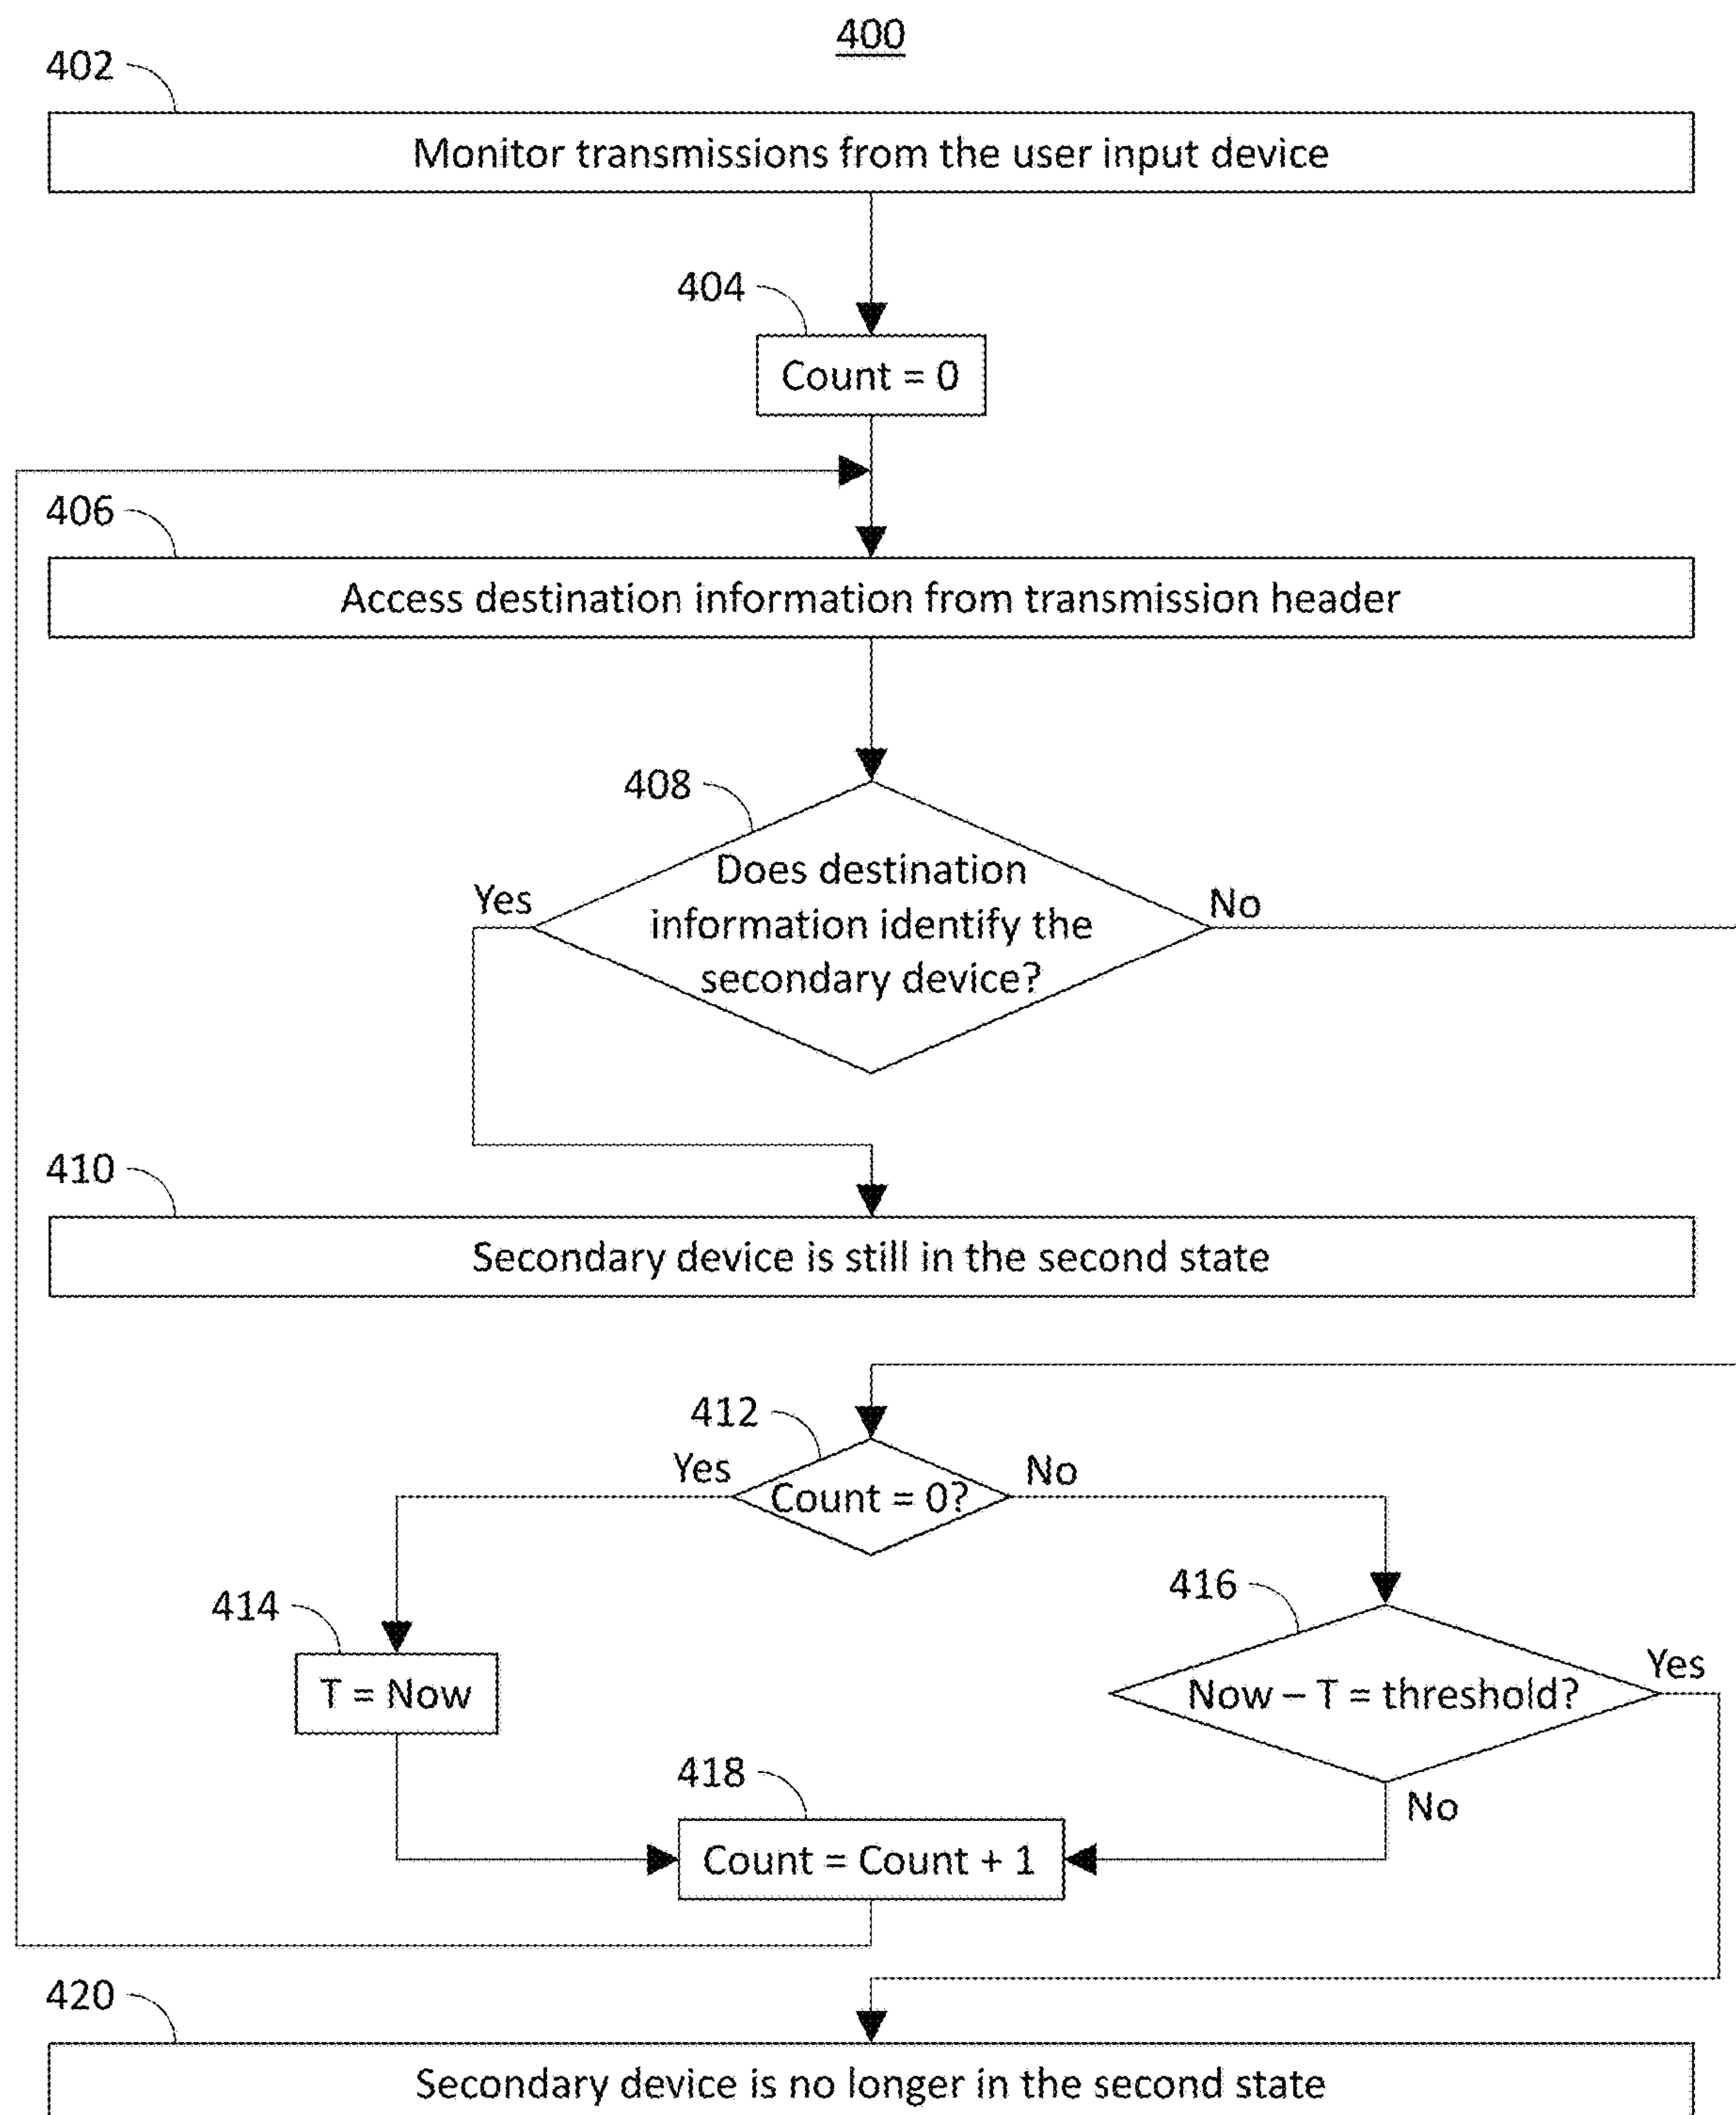 400
402
Monitor transmissions from the user input device
404
Count = 0
406
Access destination information from transmission header
408
Does destination
information identify the
secondary device?
Yes
No
410
Secondary device is still in the second state
412
Count = 0?
Yes
No
414
T = Now
416
Now – T = threshold?
Yes
No
418
Count = Count + 1
420
Secondary device is no longer in the second state